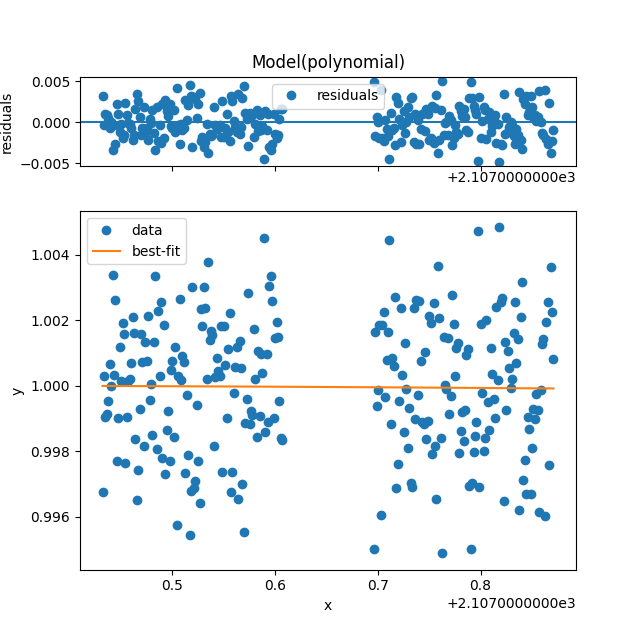 Model(polynomial)
residuals
0.005
0.000
−0.005
residuals
+2.1070000000e3
y
1.004
1.002
1.000
0.998
0.996
data
best-fit
0.5 0.6 0.7 0.8
x
+2.1070000000e3